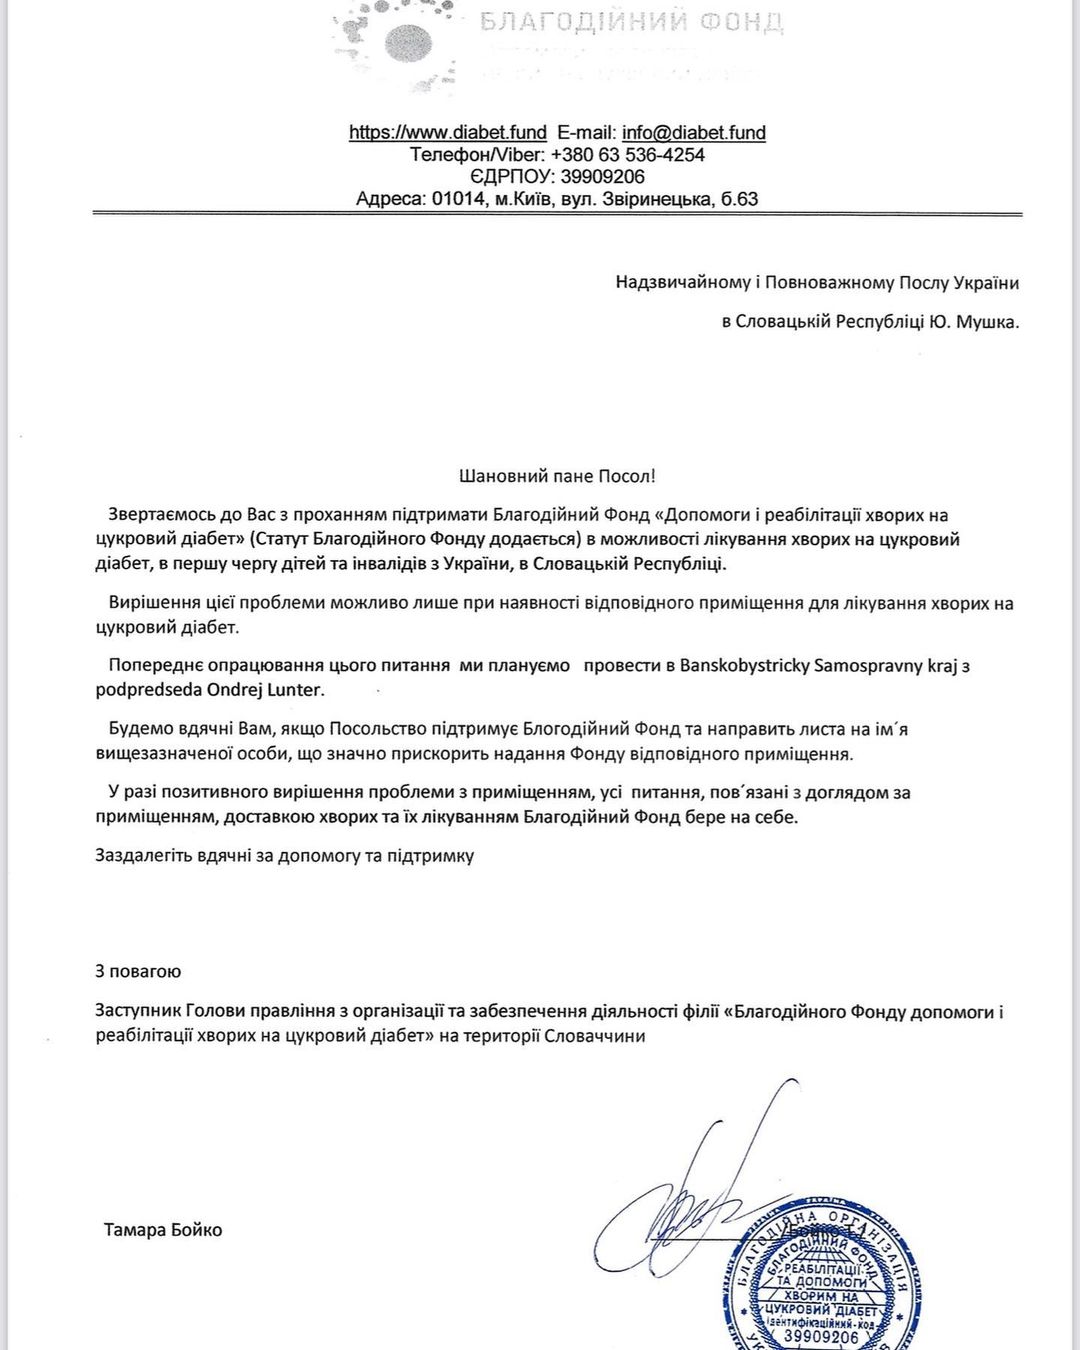 БЛАГОДІЙНИЙ ФОНД
https://www.diabet.fund E-mail: info@diabet.fund
Телефон/Viber: +380 63 536-4254
ЄДРПОУ: 39909206
Адреса: 01014, м.Київ, вул. Звіринецька, б.63
Надзвичайному і Повноважному Послу України
в Словацькій Республіці Ю. Мушка.
Шановний пане Посол!
Звертаємось до Вас з проханням підтримати Благодійний Фонд «Допомоги і реабілітації хворих на
цукровий діабет» (Статут Благодійного Фонду додається) в можливості лікування хворих на цукровий
діабет, в першу чергу дітей та інвалідів з України, в Словацькій Республіці.
Вирішення цієї проблеми можливо лише при наявності відповідного приміщення для лікування хворих на
цукровий діабет.
Попереднє опрацювання цього питання ми плануємо провести в Banskobystricky Samospravny kraj з
podpredseda Ondrej Lunter.
Будемо вдячні Вам, якщо Посольство підтримує Блогодійний Фонд та направить листа на ім´я
вищезазначеної особи, що значно прискорить надання Фонду відповідного приміщення.
У разі позитивного вирішення проблеми з приміщенням, усі питання, пов´язані з доглядом за
приміщенням, доставкою хворих та їх лікуванням Благодійний Фонд бере на себе.
Заздалегіть вдячні за допомогу та підтримку
З повагою
Заступник Голови правління з організації та забезпечення діяльності філії «Благодійного Фонду допомоги і
реабілітації хворих на цукровий діабет» на території Словаччини
Тамара Бойко
БЛАГОДІЙНА ОРГАНІЗАЦІЯ
БЛАГОДІЙНИЙ ФОНД
РЕАБІЛІТАЦІЇ
ТА ДОПОМОГИ
ХВОРИМ НА
ЦУКРОВИЙ ДІАБЕТ
ідентифікаційний код
39909206